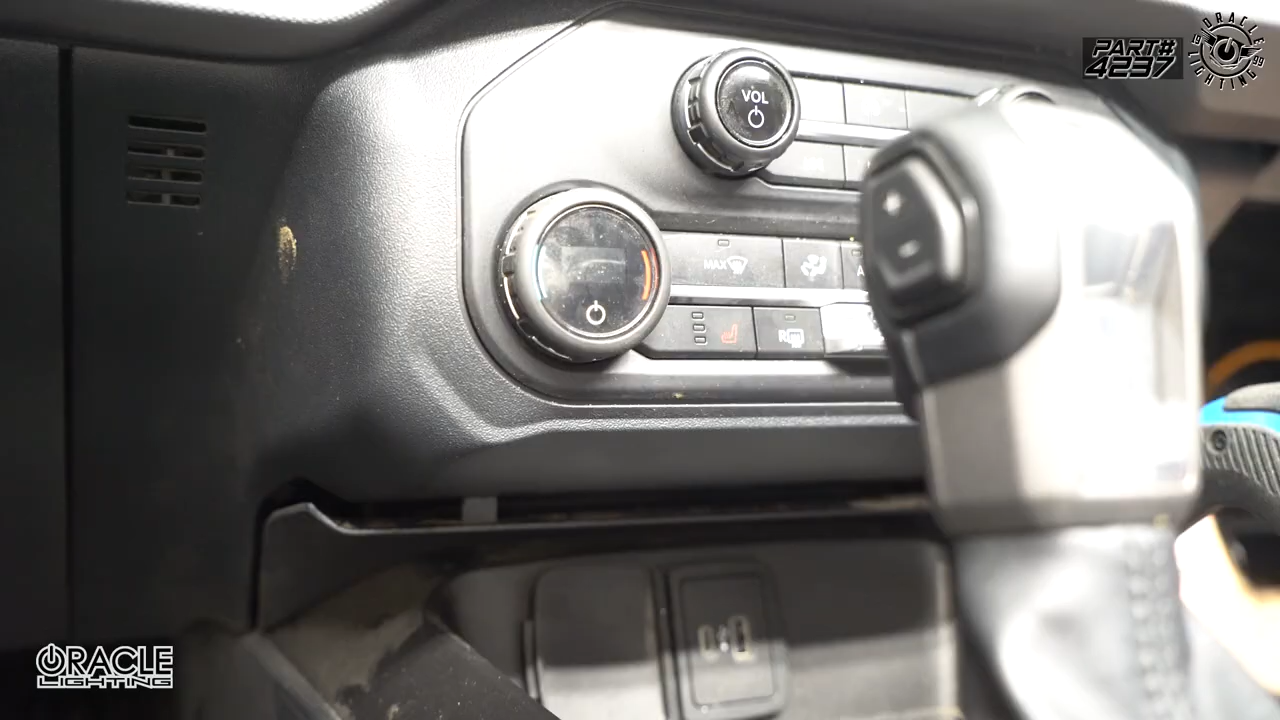 PART#
4237
ORACLE
LIGHTING
VOL
MAX
+
-
R
ORACLE
LIGHTING